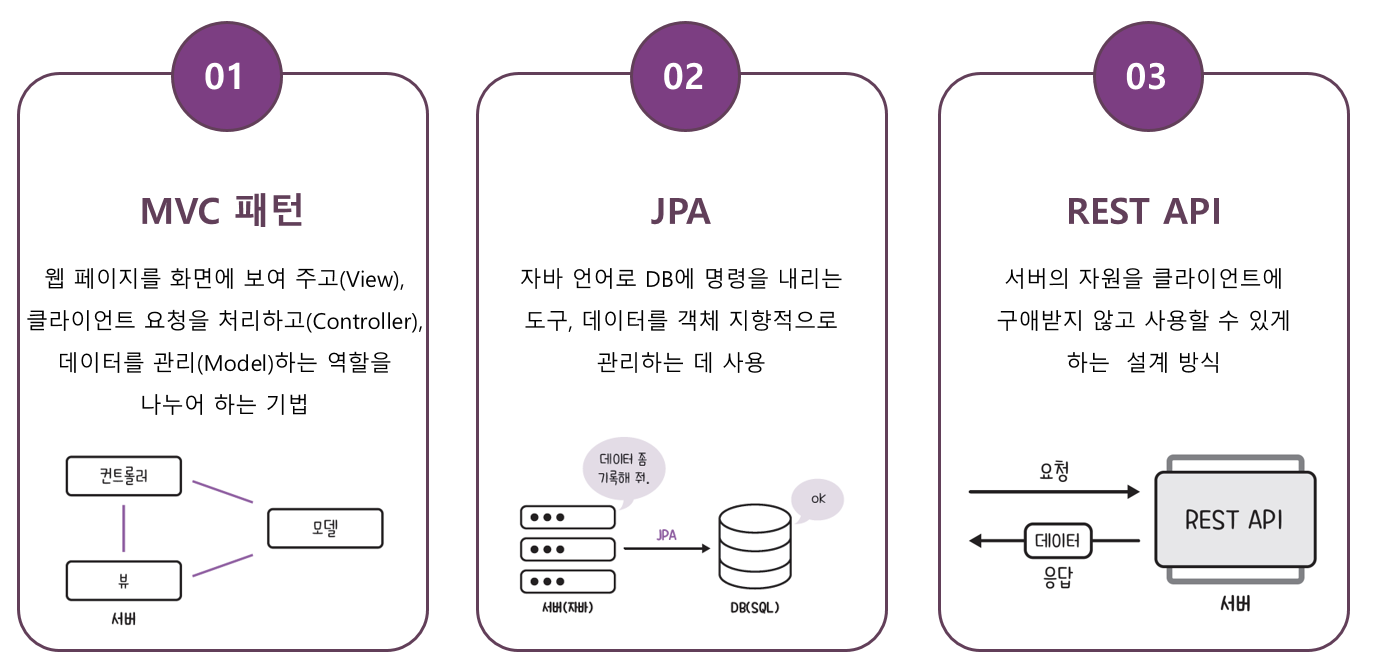 01
MVC 패턴
웹 페이지를 화면에 보여 주고(View),
클라이언트 요청을 처리하고(Controller),
데이터를 관리(Model)하는 역할을
나누어 하는 기법
컨트롤러
모델
뷰
서버
02
JPA
자바 언어로 DB에 명령을 내리는
도구, 데이터를 객체 지향적으로
관리하는 데 사용
데이터 좀
기록해 줘.
ok
JPA
서버(자바)
DB(SQL)
03
REST API
서버의 자원을 클라이언트에
구애받지 않고 사용할 수 있게
하는 설계 방식
요청
REST API
데이터
응답
서버